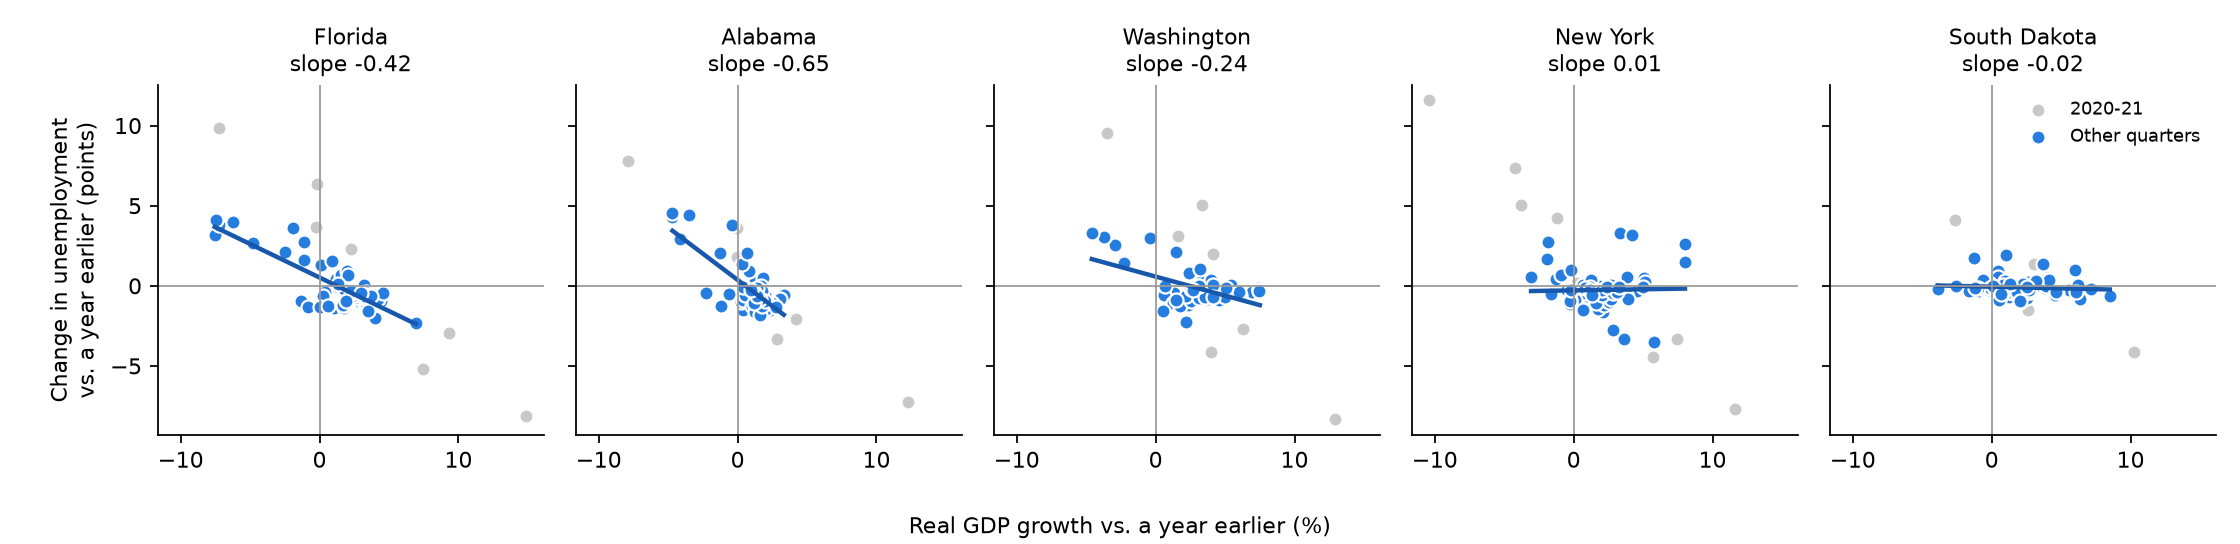 Florida
slope -0.42
Alabama
slope -0.65
Washington
slope -0.24
New York
slope 0.01
South Dakota
slope -0.02
Change in unemployment
vs. a year earlier (points)
10
5
0
−5
2020-21
Other quarters
−10 0 10
−10 0 10
−10 0 10
−10 0 10
−10 0 10
Real GDP growth vs. a year earlier (%)